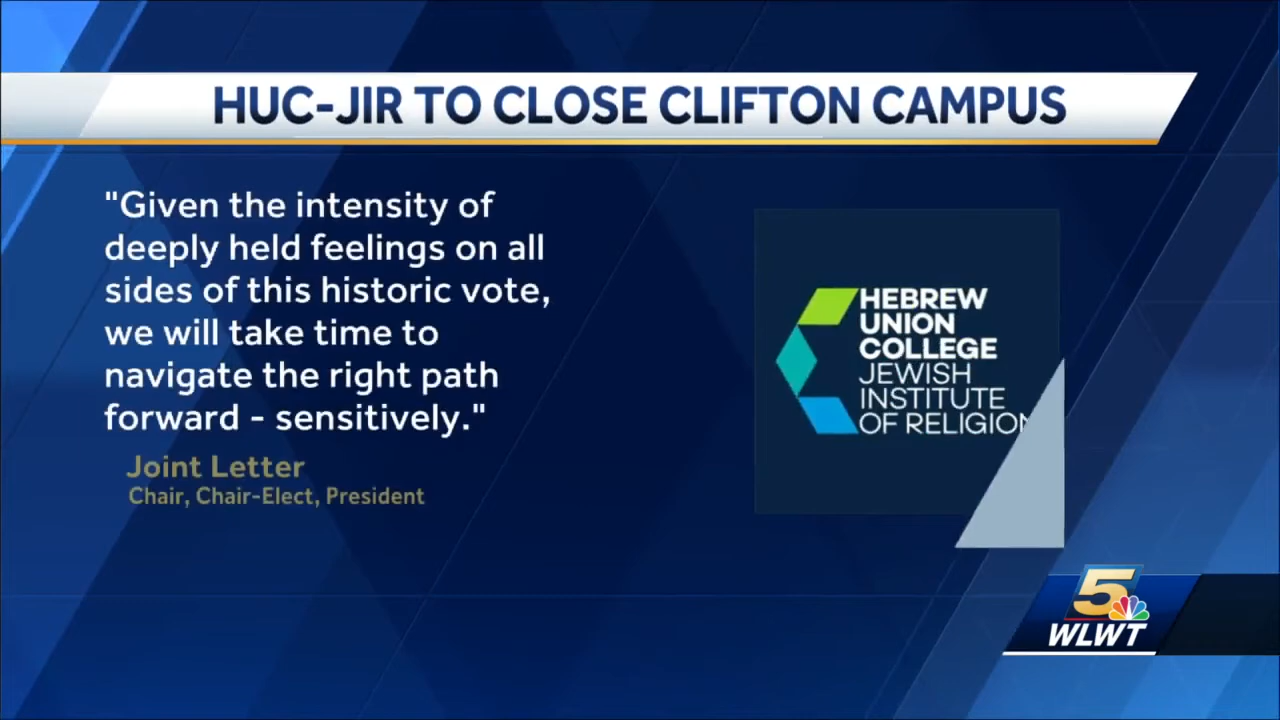 HUC-JIR TO CLOSE CLIFTON CAMPUS
"Given the intensity of
deeply held feelings on all
sides of this historic vote,
we will take time to
navigate the right path
forward - sensitively."
Joint Letter
Chair, Chair-Elect, President
HEBREW
UNION
COLLEGE
JEWISH
INSTITUTE
OF RELIGION
5
WLWT